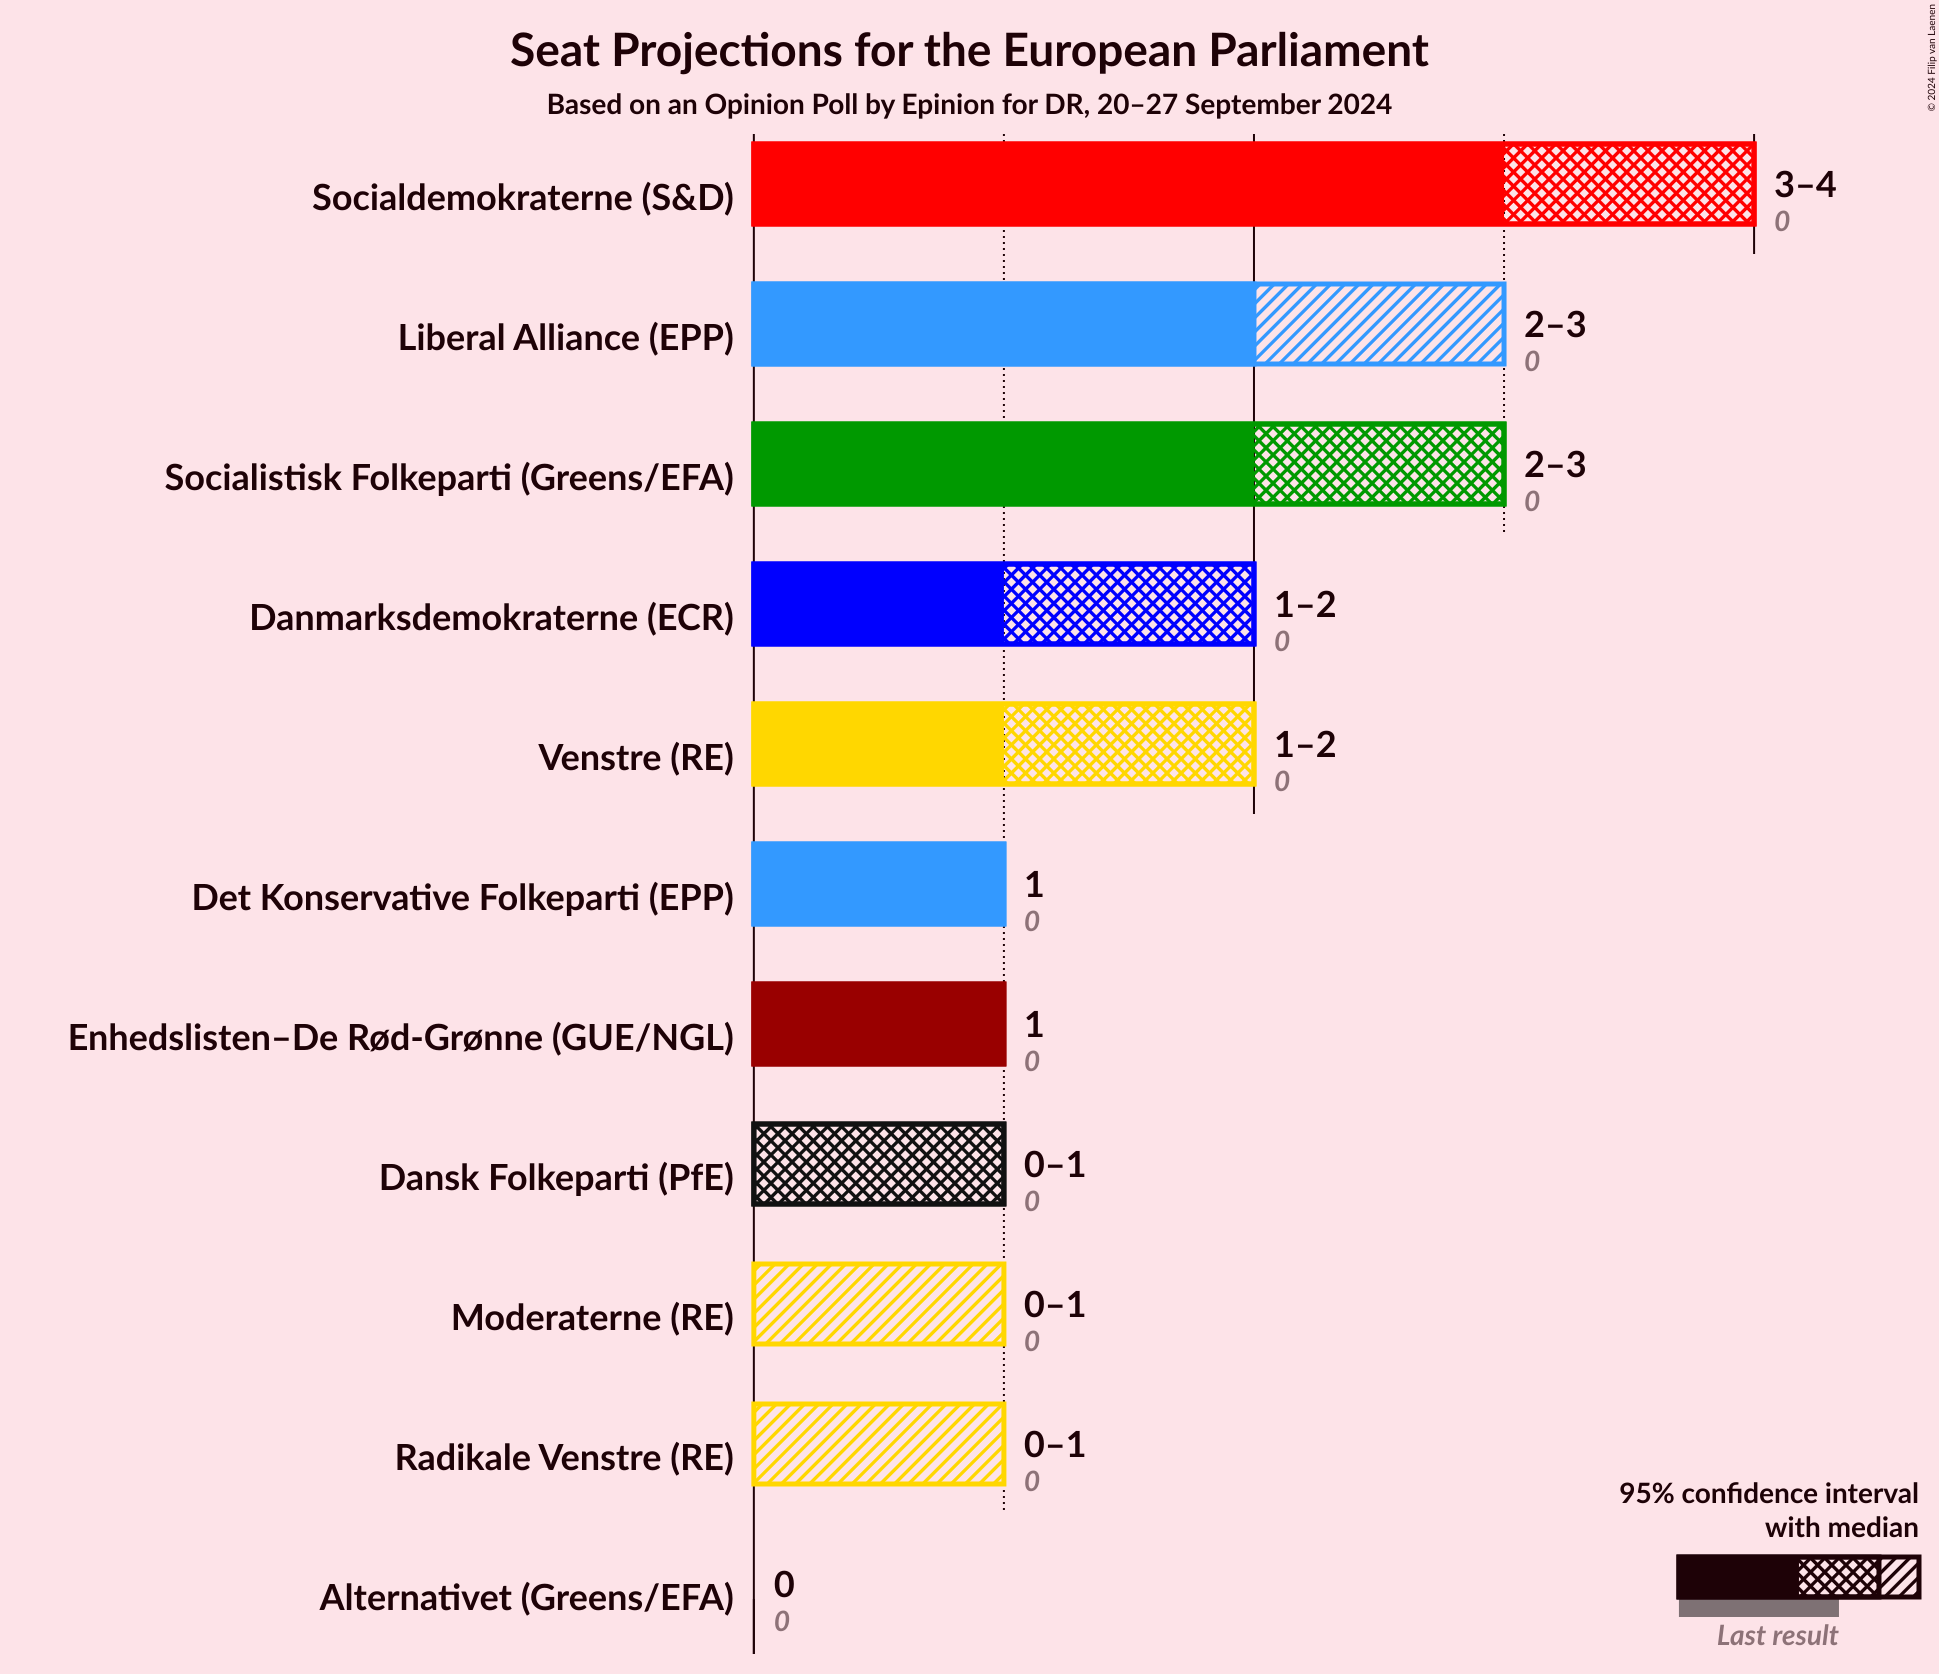 Seat Projections for the European Parliament
Based on an Opinion Poll by Epinion for DR, 20–27 September 2024
© 2024 Filip van Laenen
Socialdemokraterne (S&D)
3–4
0
Liberal Alliance (EPP)
2–3
0
Socialistisk Folkeparti (Greens/EFA)
2–3
0
Danmarksdemokraterne (ECR)
1–2
0
Venstre (RE)
1–2
0
Det Konservative Folkeparti (EPP)
1
0
Enhedslisten–De Rød-Grønne (GUE/NGL)
1
0
Dansk Folkeparti (PfE)
0–1
0
Moderaterne (RE)
0–1
0
Radikale Venstre (RE)
0–1
0
Alternativet (Greens/EFA)
0
0
95% confidence interval
with median
Last result